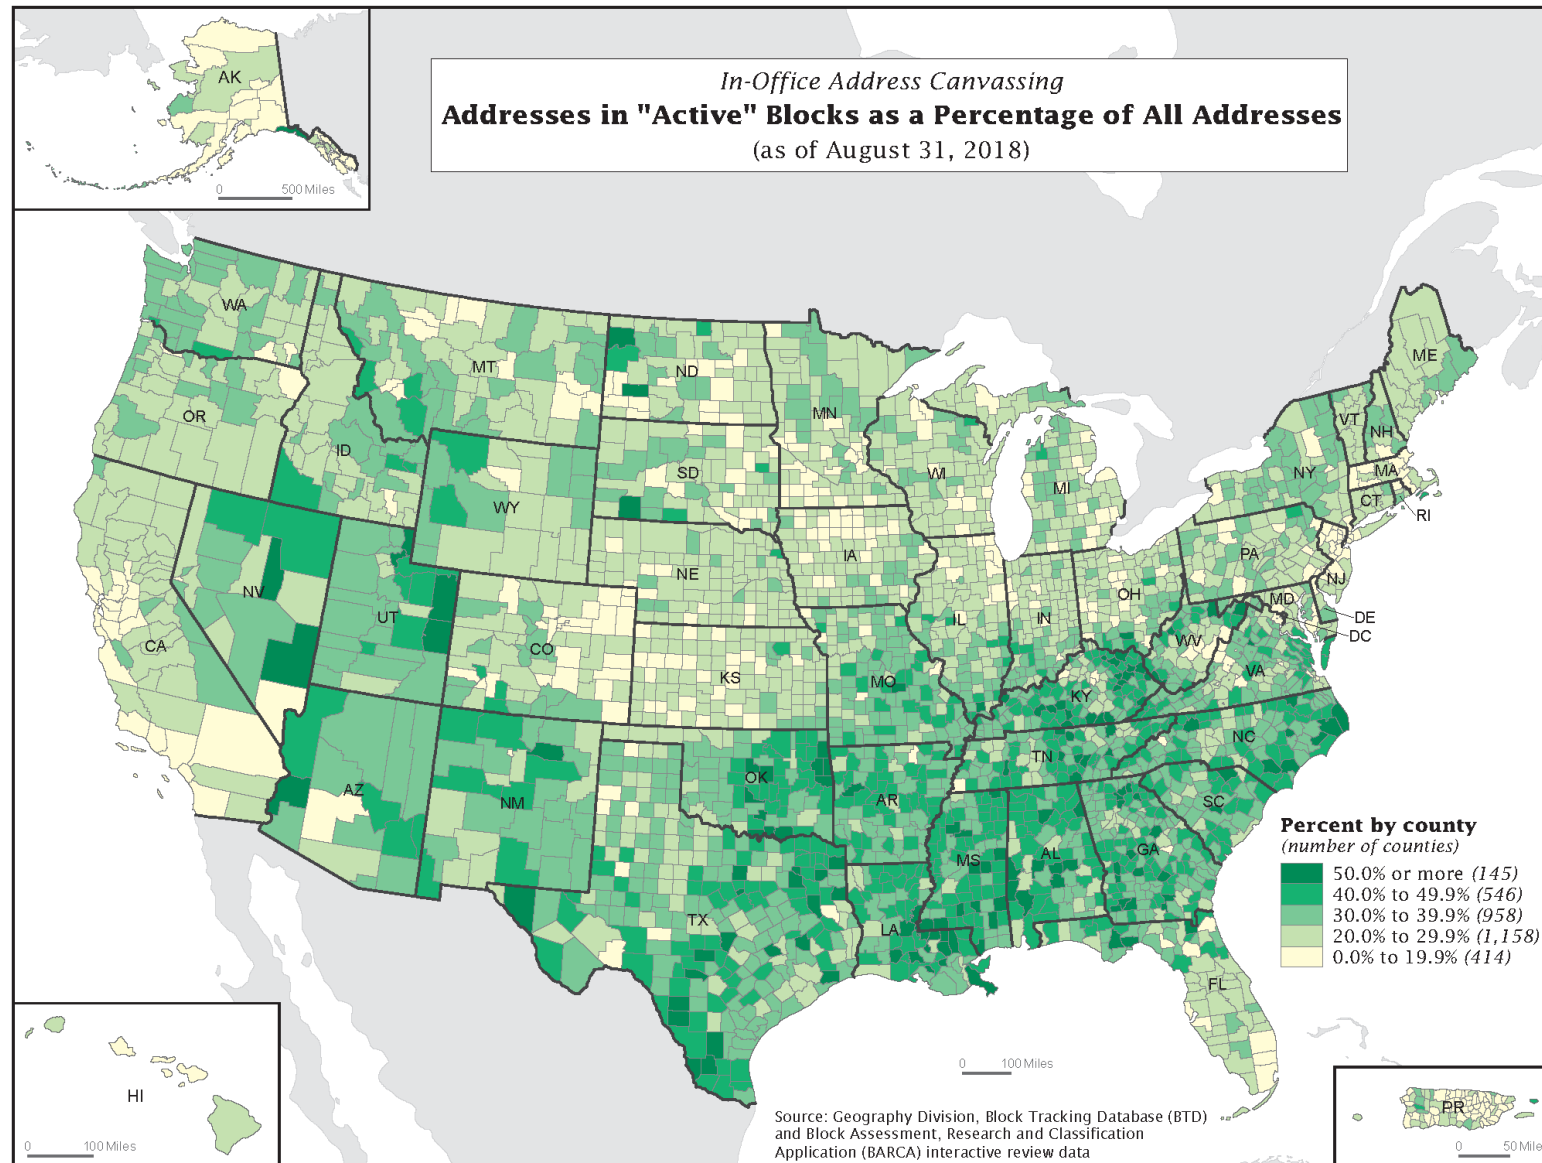 In-Office Address Canvassing
Addresses in "Active" Blocks as a Percentage of All Addresses
(as of August 31, 2018)
AK
0 500 Miles
WA
MT
ND
MN
ME
OR
ID
WY
SD
WI
MI
NY
VT
NH
MA
CT
RI
NV
UT
CO
NE
IA
IL
IN
OH
PA
NJ
MD
DE
DC
CA
KS
MO
KY
WV
VA
AZ
NM
OK
AR
TN
NC
SC
TX
LA
MS
AL
GA
FL
Percent by county
(number of counties)
50.0% or more (145)
40.0% to 49.9% (546)
30.0% to 39.9% (958)
20.0% to 29.9% (1,158)
0.0% to 19.9% (414)
HI
0 100 Miles
0 100 Miles
PR
0 50 Miles
Source: Geography Division, Block Tracking Database (BTD)
and Block Assessment, Research and Classification
Application (BARCA) interactive review data